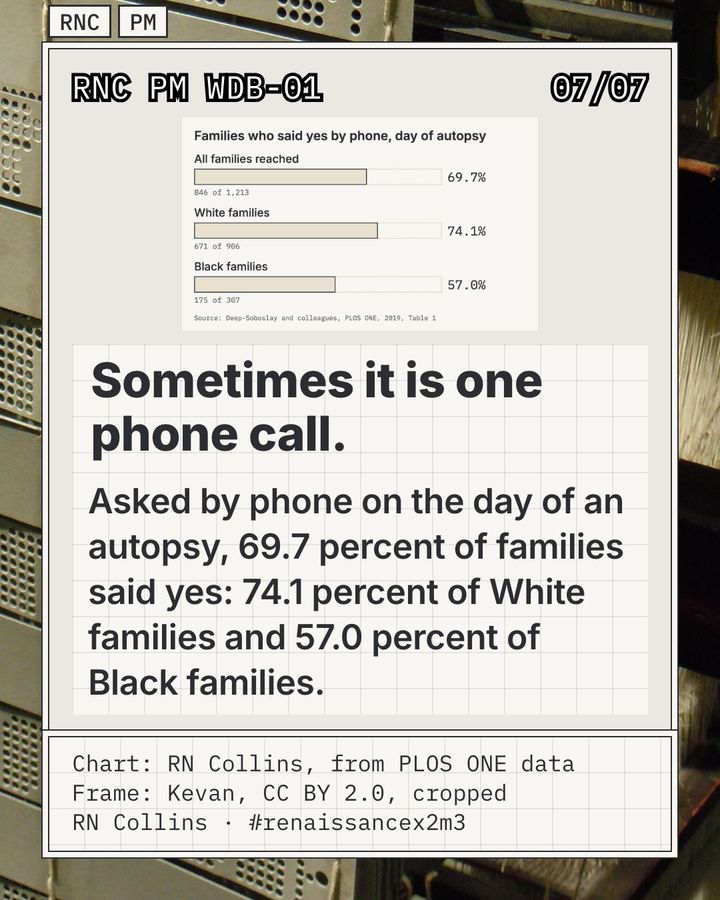 RNC PM
RNC PM WDB-01 07/07
Families who said yes by phone, day of autopsy
All families reached
69.7%
846 of 1,213
White families
74.1%
671 of 906
Black families
57.0%
175 of 307
Source: Deep-Soboslay and colleagues, PLOS ONE, 2019, Table 1
Sometimes it is one
phone call.
Asked by phone on the day of an
autopsy, 69.7 percent of families
said yes: 74.1 percent of White
families and 57.0 percent of
Black families.
Chart: RN Collins, from PLOS ONE data
Frame: Kevan, CC BY 2.0, cropped
RN Collins · #renaissancex2m3